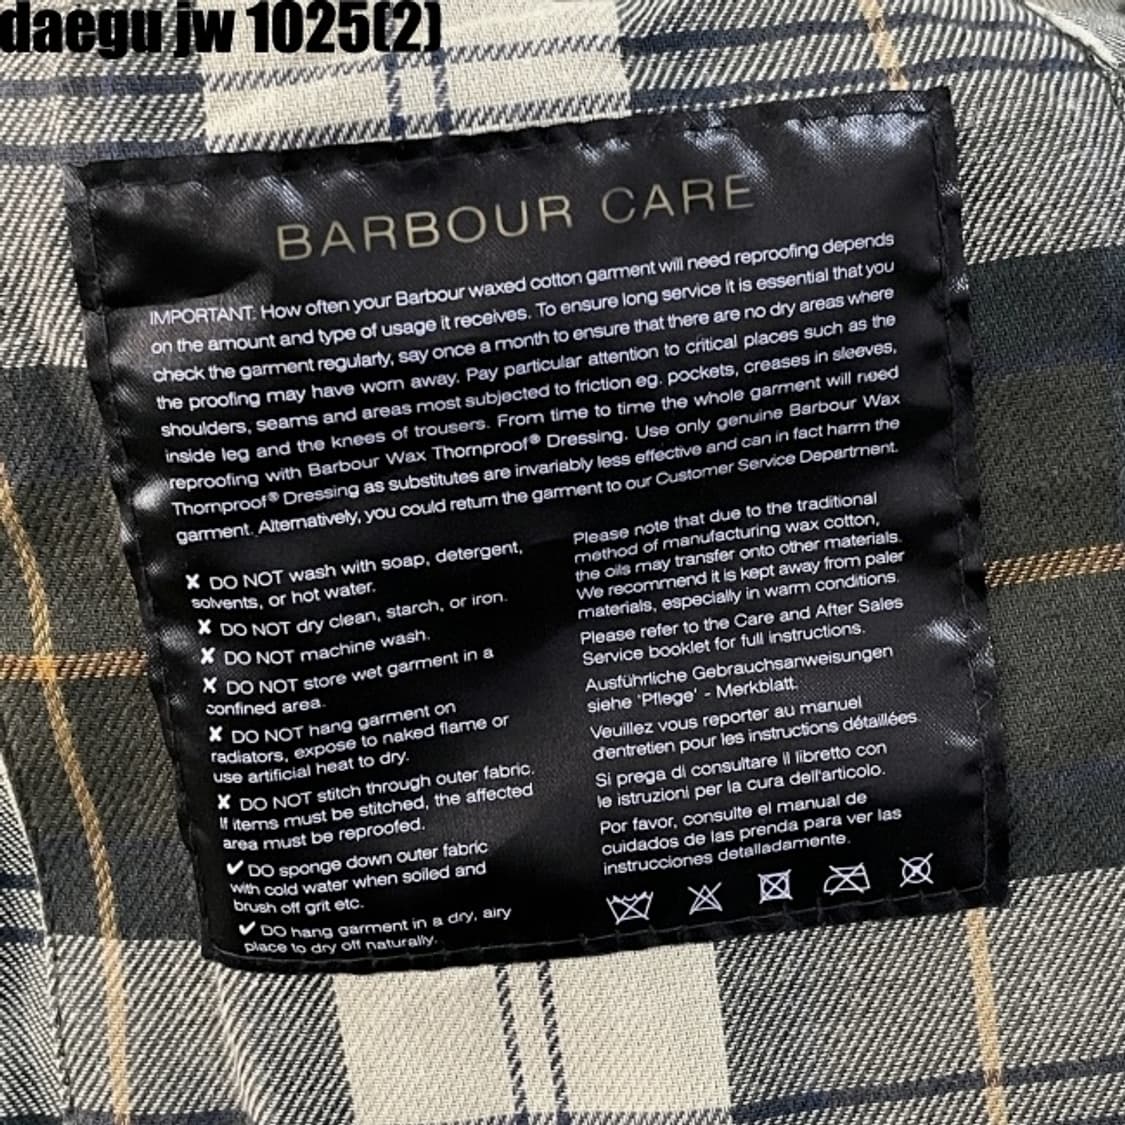 daegu jw 1025(2)
BARBOUR CARE
IMPORTANT. How often your Barbour waxed cotton garment will need reproofing depends
on the amount and type of usage it receives. To ensure long service it is essential that you
check the garment regularly, say once a month to ensure that there are no dry areas where
the proofing may have worn away. Pay particular attention to critical places such as the
shoulders, seams and areas most subjected to friction eg. pockets, creases in sleeves,
inside leg and the knees of trousers. From time to time the whole garment will need
reproofing with Barbour Wax Thornproof® Dressing. Use only genuine Barbour Wax
Thornproof® Dressing as substitutes are invariably less effective and can in fact harm the
garment. Alternatively, you could return the garment to our Customer Service Department.
✘ DO NOT wash with soap, detergent,
solvents, or hot water.
✘ DO NOT dry clean, starch, or iron.
✘ DO NOT machine wash.
✘ DO NOT store wet garment in a
confined area.
✘ DO NOT hang garment on
radiators, expose to naked flame or
use artificial heat to dry.
✘ DO NOT stitch through outer fabric.
If items must be stitched, the affected
area must be reproofed.
✔ DO sponge down outer fabric
with cold water when soiled and
brush off grit etc.
✔ DO hang garment in a dry, airy
place to dry off naturally.
Please note that due to the traditional
method of manufacturing wax cotton,
the oils may transfer onto other materials.
We recommend it is kept away from paler
materials, especially in warm conditions.
Please refer to the Care and After Sales
Service booklet for full instructions.
Ausführliche Gebrauchsanweisungen
siehe 'Pflege' - Merkblatt.
Veuillez vous reporter au manuel
d'entretien pour les instructions détaillées
Si prega di consultare il libretto con
le istruzioni per la cura dell'articolo.
Por favor, consulte el manual de
cuidados de las prenda para ver las
instrucciones detalladamente.